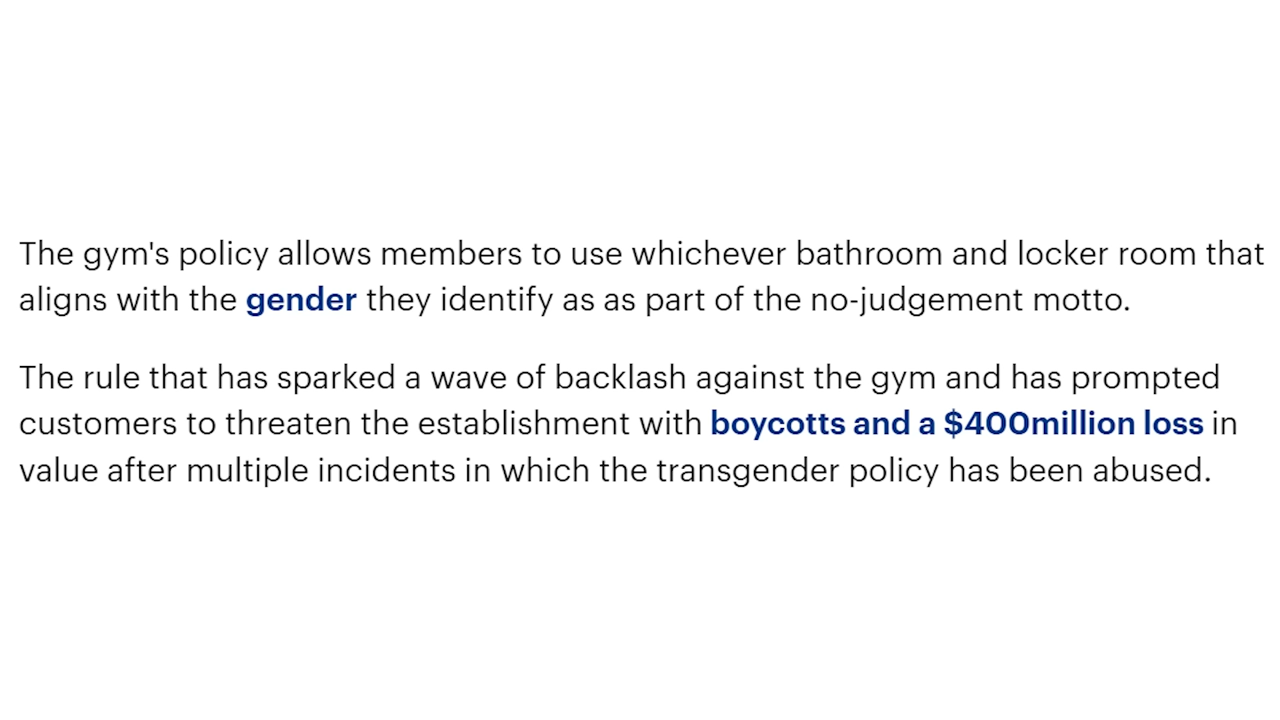 The gym's policy allows members to use whichever bathroom and locker room that
aligns with the gender they identify as as part of the no-judgement motto.
The rule that has sparked a wave of backlash against the gym and has prompted
customers to threaten the establishment with boycotts and a $400million loss in
value after multiple incidents in which the transgender policy has been abused.